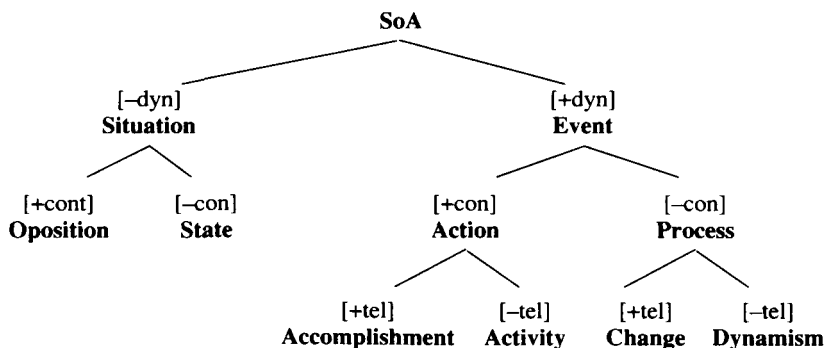 SoA
[–dyn] [+dyn]
Situation Event
[+cont] [–con] [+con] [–con]
Oposition State Action Process
[+tel] [–tel] [+tel] [–tel]
Accomplishment Activity Change Dynamism